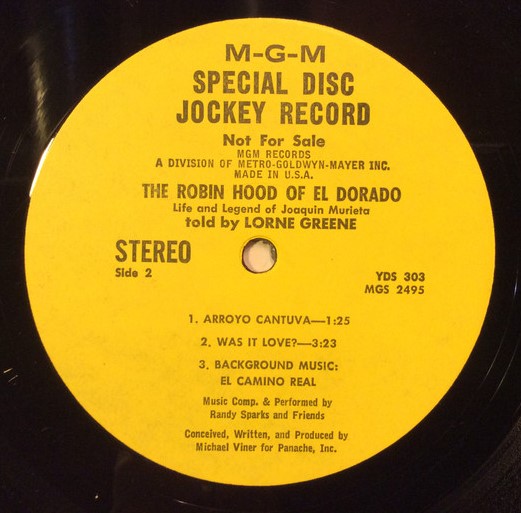 M-G-M
SPECIAL DISC
JOCKEY RECORD
Not For Sale
MGM RECORDS
A DIVISION OF METRO-GOLDWYN-MAYER INC.
MADE IN U.S.A.
THE ROBIN HOOD OF EL DORADO
Life and Legend of Joaquin Murieta
told by LORNE GREENE
STEREO
Side 2
YDS 303
MGS 2495
1. ARROYO CANTUVA—1:25
2. WAS IT LOVE?—3:23
3. BACKGROUND MUSIC:
EL CAMINO REAL
Music Comp. & Performed by
Randy Sparks and Friends
Conceived, Written, and Produced by
Michael Viner for Panache, Inc.